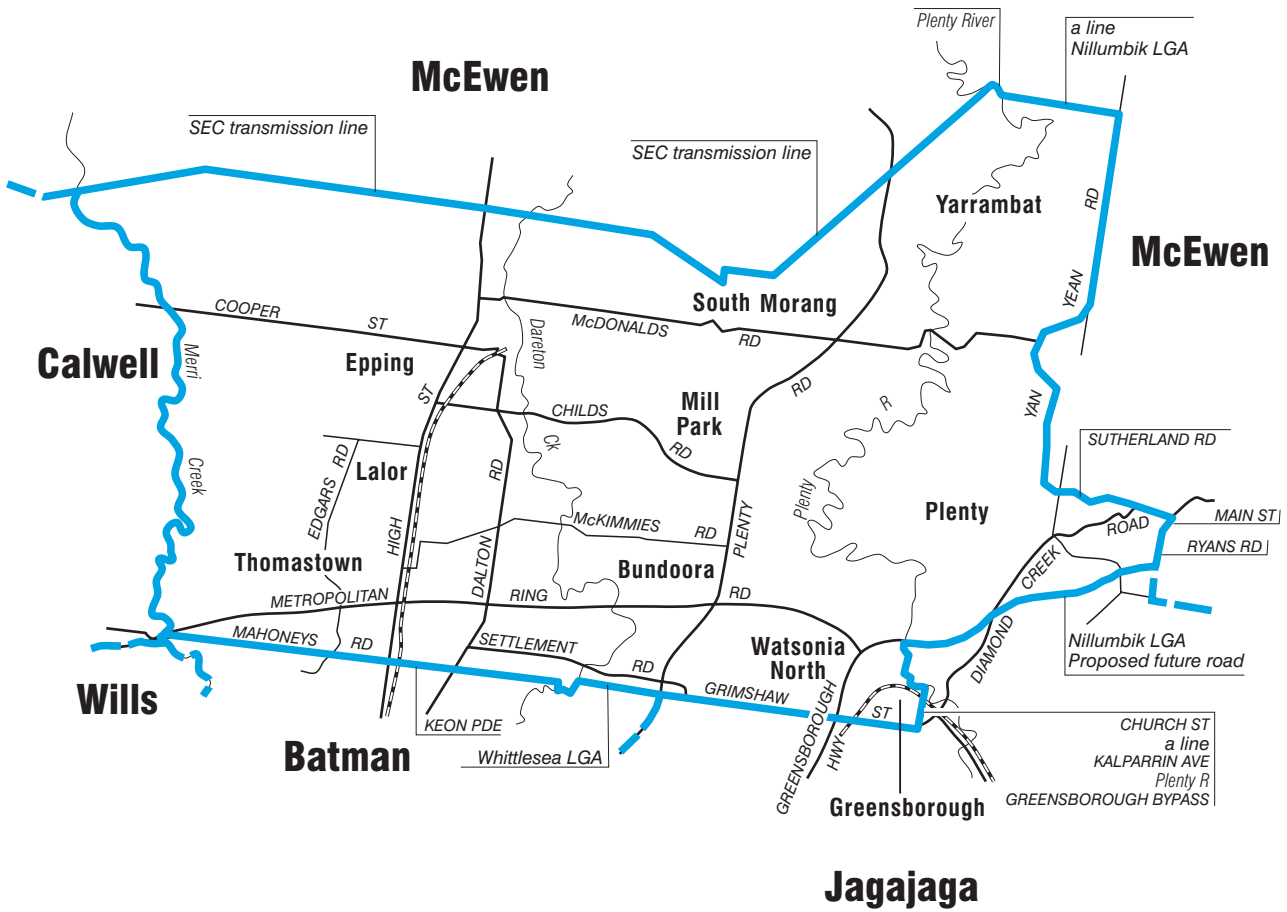 Plenty River
a line
Nillumbik LGA
McEwen
SEC transmission line
SEC transmission line
Yarrambat
RD
McEwen
YEAN
South Morang
COOPER
ST
McDONALDS
RD
Dareton
Merri
Calwell
Epping
ST
CHILDS
Mill
Park
RD
RD
R
YAN
SUTHERLAND RD
Ck
Creek
EDGARS RD
Lalor
RD
Plenty
Plenty
MAIN ST
McKIMMIES
RD
PLENTY
ROAD
RYANS RD
HIGH
Thomastown
DALTON
Bundoora
CREEK
METROPOLITAN
RING
RD
MAHONEYS
RD
SETTLEMENT
RD
Watsonia
North
DIAMOND
Nillumbik LGA
Proposed future road
Wills
GRIMSHAW
ST
KEON PDE
Batman
Whittlesea LGA
GREENSBOROUGH
HWY
CHURCH ST
a line
KALPARRIN AVE
Plenty R
GREENSBOROUGH BYPASS
Greensborough
Jagajaga